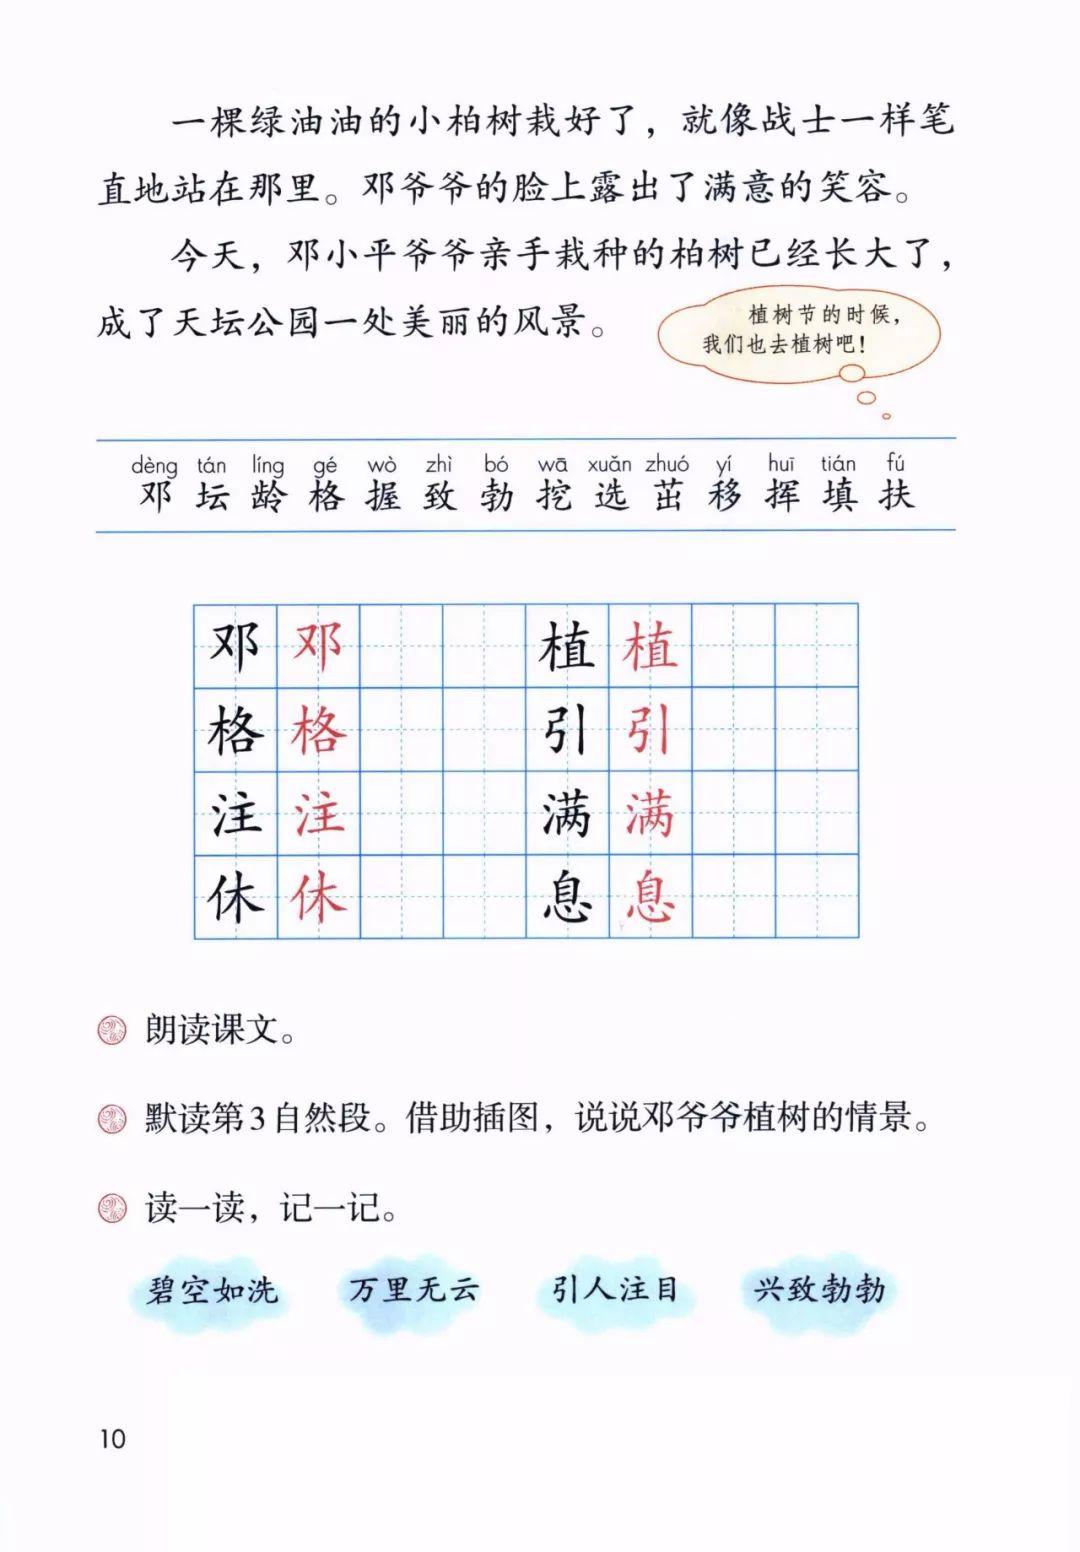 一棵绿油油的小柏树栽好了，就像战士一样笔
直地站在那里。邓爷爷的脸上露出了满意的笑容。
今天，邓小平爷爷亲手栽种的柏树已经长大了，
成了天坛公园一处美丽的风景。
植树节的时候，
我们也去植树吧！
dèng tán líng gé wò zhì bó wā xuǎn zhuó yí huī tián fú
邓 坛 龄 格 握 致 勃 挖 选 茁 移 挥 填 扶
邓 邓 植 植
格 格 引 引
注 注 满 满
休 休 息 息
朗读课文。
默读第3自然段。借助插图，说说邓爷爷植树的情景。
读一读，记一记。
碧空如洗 万里无云 引人注目 兴致勃勃
10